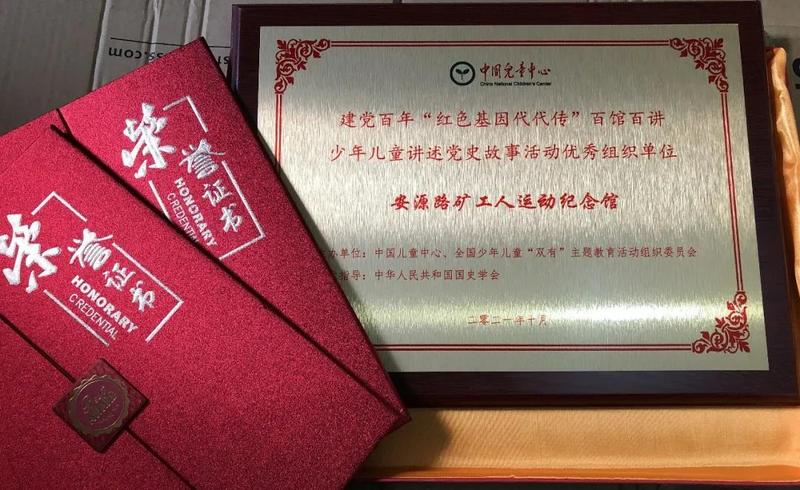 中国儿童中心
China National Children's Center
建党百年“红色基因代代传”百馆百讲
少年儿童讲述党史故事活动优秀组织单位
安源路矿工人运动纪念馆
办单位：中国儿童中心、全国少年儿童“双有”主题教育活动组织委员会
指导：中华人民共和国国史学会
二零二一年十月
荣誉证书
HONORARY
CREDENTIAL
荣誉证书
HONORARY
CREDENTIAL